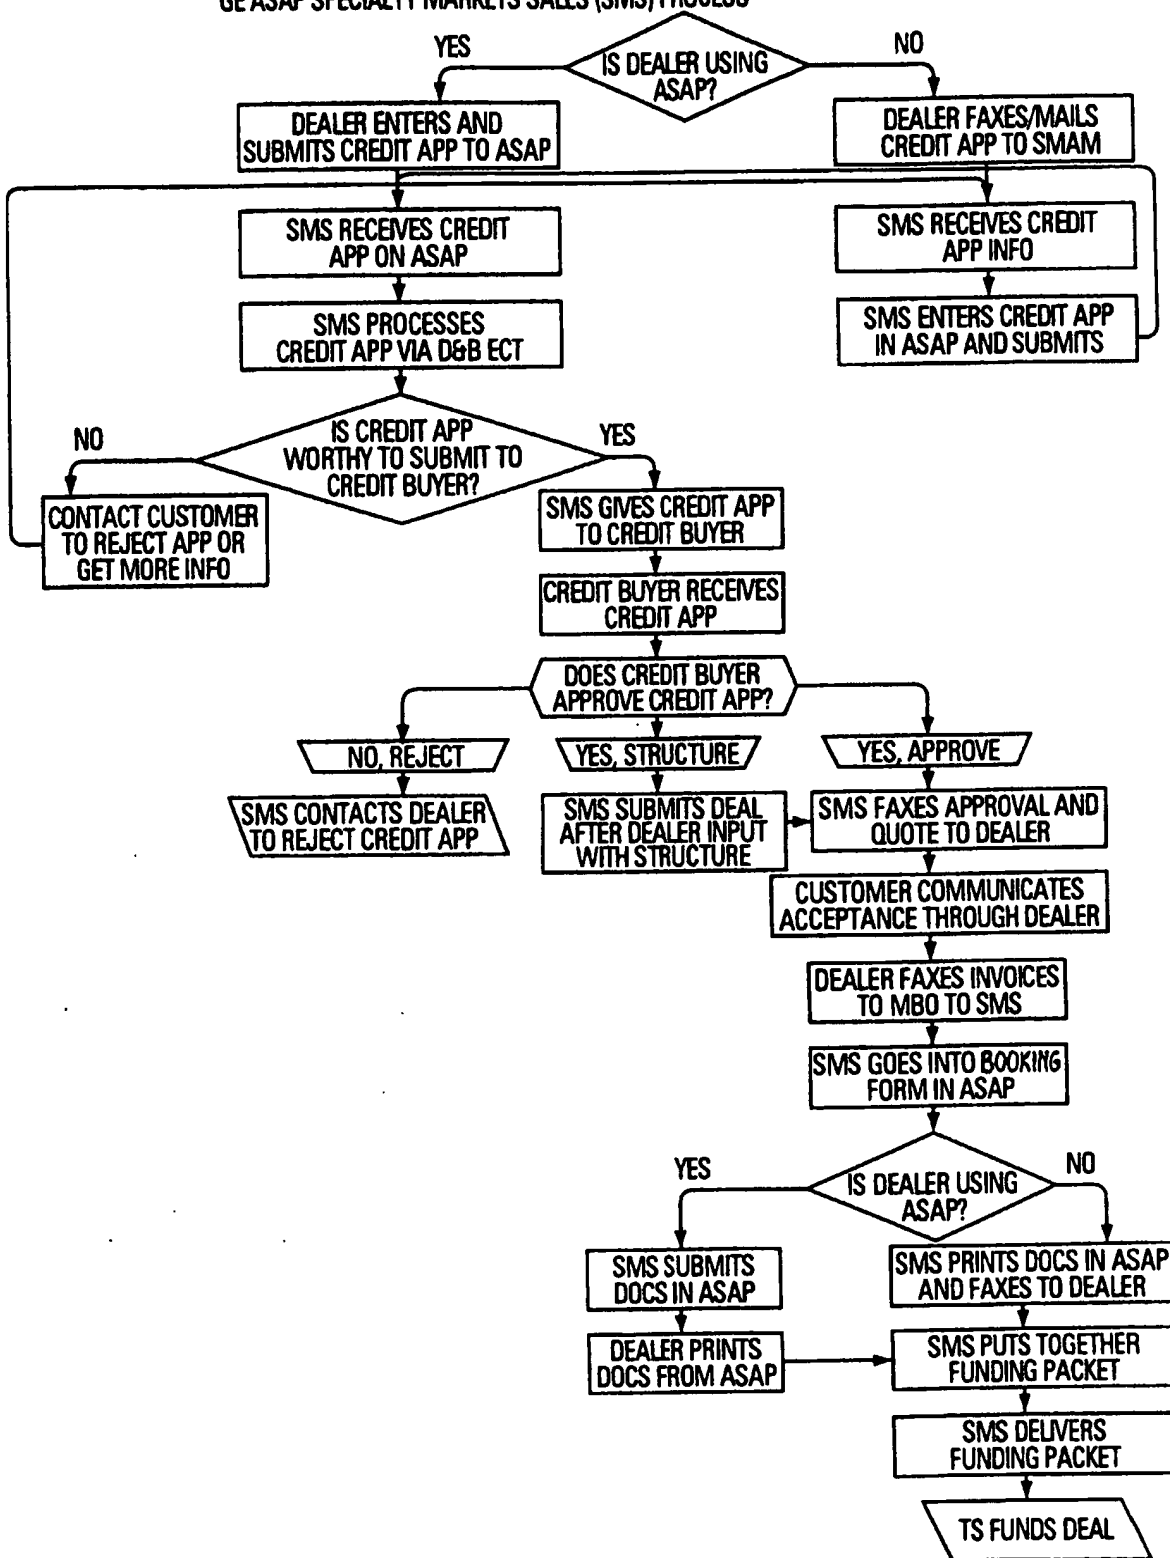 GE ASAP SPECIALTY MARKETS SALES (SMS) PROCESS
YES
IS DEALER USING
ASAP?
NO
DEALER ENTERS AND
SUBMITS CREDIT APP TO ASAP
DEALER FAXES/MAILS
CREDIT APP TO SMAM
SMS RECEIVES CREDIT
APP ON ASAP
SMS RECEIVES CREDIT
APP INFO
SMS PROCESSES
CREDIT APP VIA D&B ECT
SMS ENTERS CREDIT APP
IN ASAP AND SUBMITS
NO
IS CREDIT APP
WORTHY TO SUBMIT TO
CREDIT BUYER?
YES
CONTACT CUSTOMER
TO REJECT APP OR
GET MORE INFO
SMS GIVES CREDIT APP
TO CREDIT BUYER
CREDIT BUYER RECEIVES
CREDIT APP
DOES CREDIT BUYER
APPROVE CREDIT APP?
NO, REJECT
YES, STRUCTURE
YES, APPROVE
SMS CONTACTS DEALER
TO REJECT CREDIT APP
SMS SUBMITS DEAL
AFTER DEALER INPUT
WITH STRUCTURE
SMS FAXES APPROVAL AND
QUOTE TO DEALER
CUSTOMER COMMUNICATES
ACCEPTANCE THROUGH DEALER
DEALER FAXES INVOICES
TO MBO TO SMS
SMS GOES INTO BOOKING
FORM IN ASAP
YES
IS DEALER USING
ASAP?
NO
SMS SUBMITS
DOCS IN ASAP
SMS PRINTS DOCS IN ASAP
AND FAXES TO DEALER
DEALER PRINTS
DOCS FROM ASAP
SMS PUTS TOGETHER
FUNDING PACKET
SMS DELIVERS
FUNDING PACKET
TS FUNDS DEAL